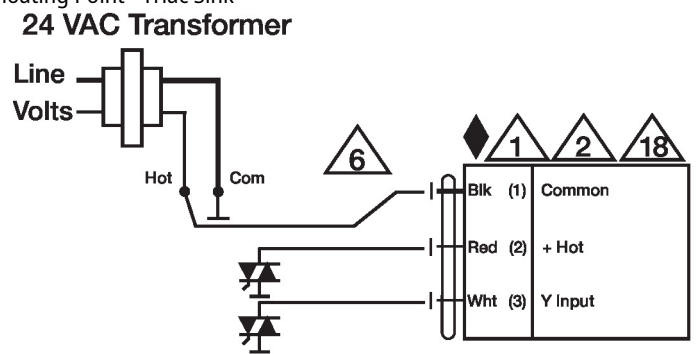 Floating Point - Triac Sink
24 VAC Transformer
Line
Volts
Hot
Com
6
1
2
18
Blk (1) Common
Red (2) + Hot
Wht (3) Y Input